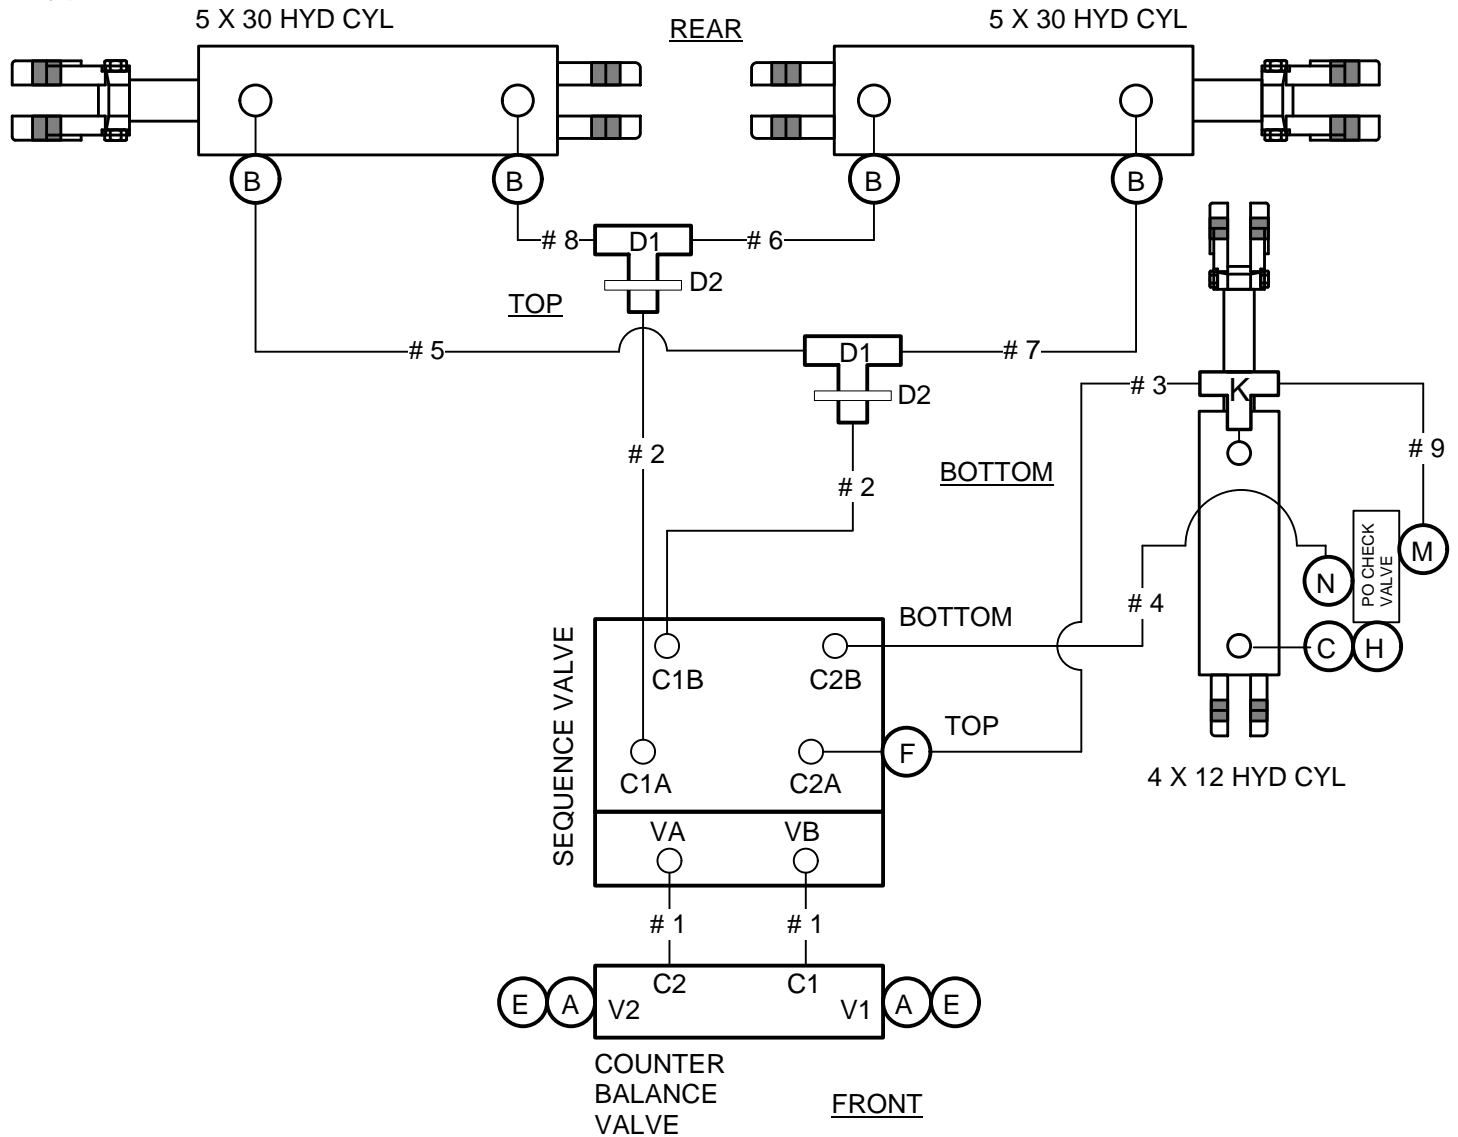 5 X 30 HYD CYL
REAR
5 X 30 HYD CYL
B
B
B
B
# 8
D1
# 6
D2
TOP
# 5
D1
# 7
D2
# 3
K
# 2
# 9
BOTTOM
# 2
M
PO CHECK
VALVE
N
# 4
BOTTOM
C
H
C1B
C2B
SEQUENCE VALVE
TOP
F
C1A
C2A
4 X 12 HYD CYL
VA
VB
# 1
# 1
C2
C1
E
A
V2
V1
A
E
COUNTER
BALANCE
VALVE
FRONT